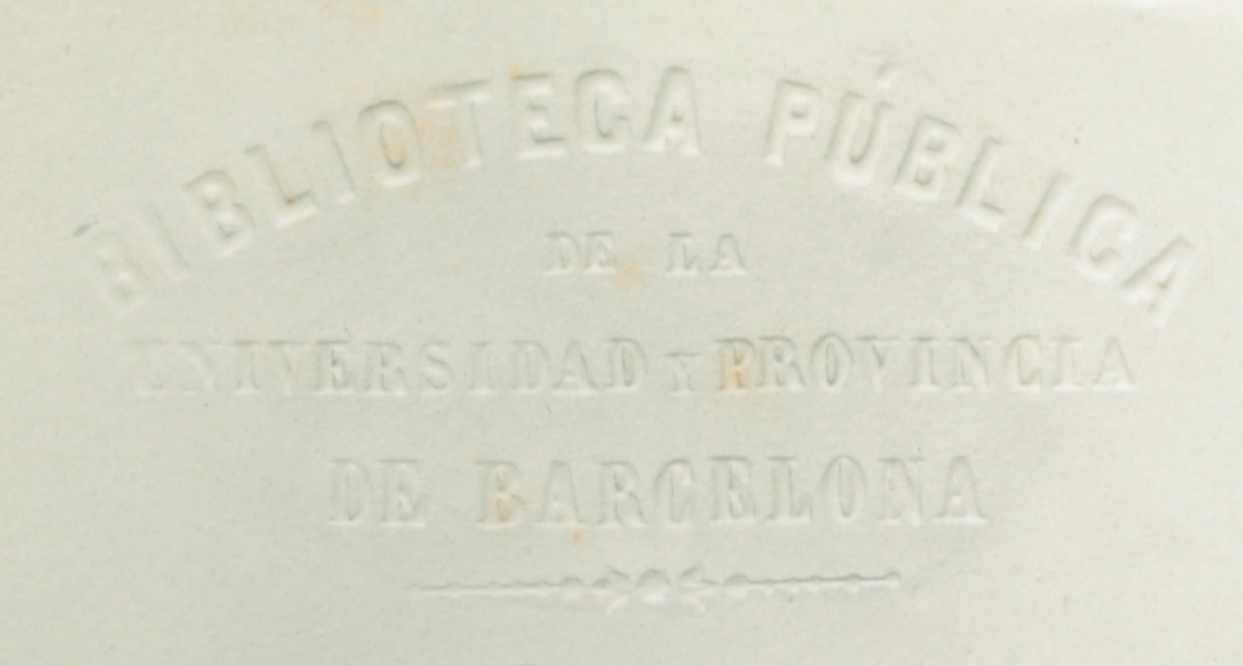 BIBLIOTECA PÚBLICA
DE LA
UNIVERSIDAD Y PROVINCIA
DE BARCELONA